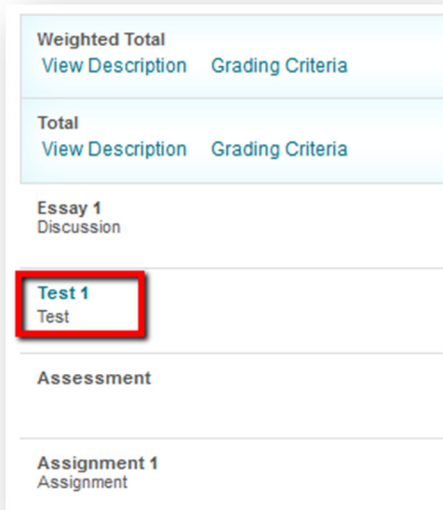 Weighted Total
View Description Grading Criteria
Total
View Description Grading Criteria
Essay 1
Discussion
Test 1
Test
Assessment
Assignment 1
Assignment